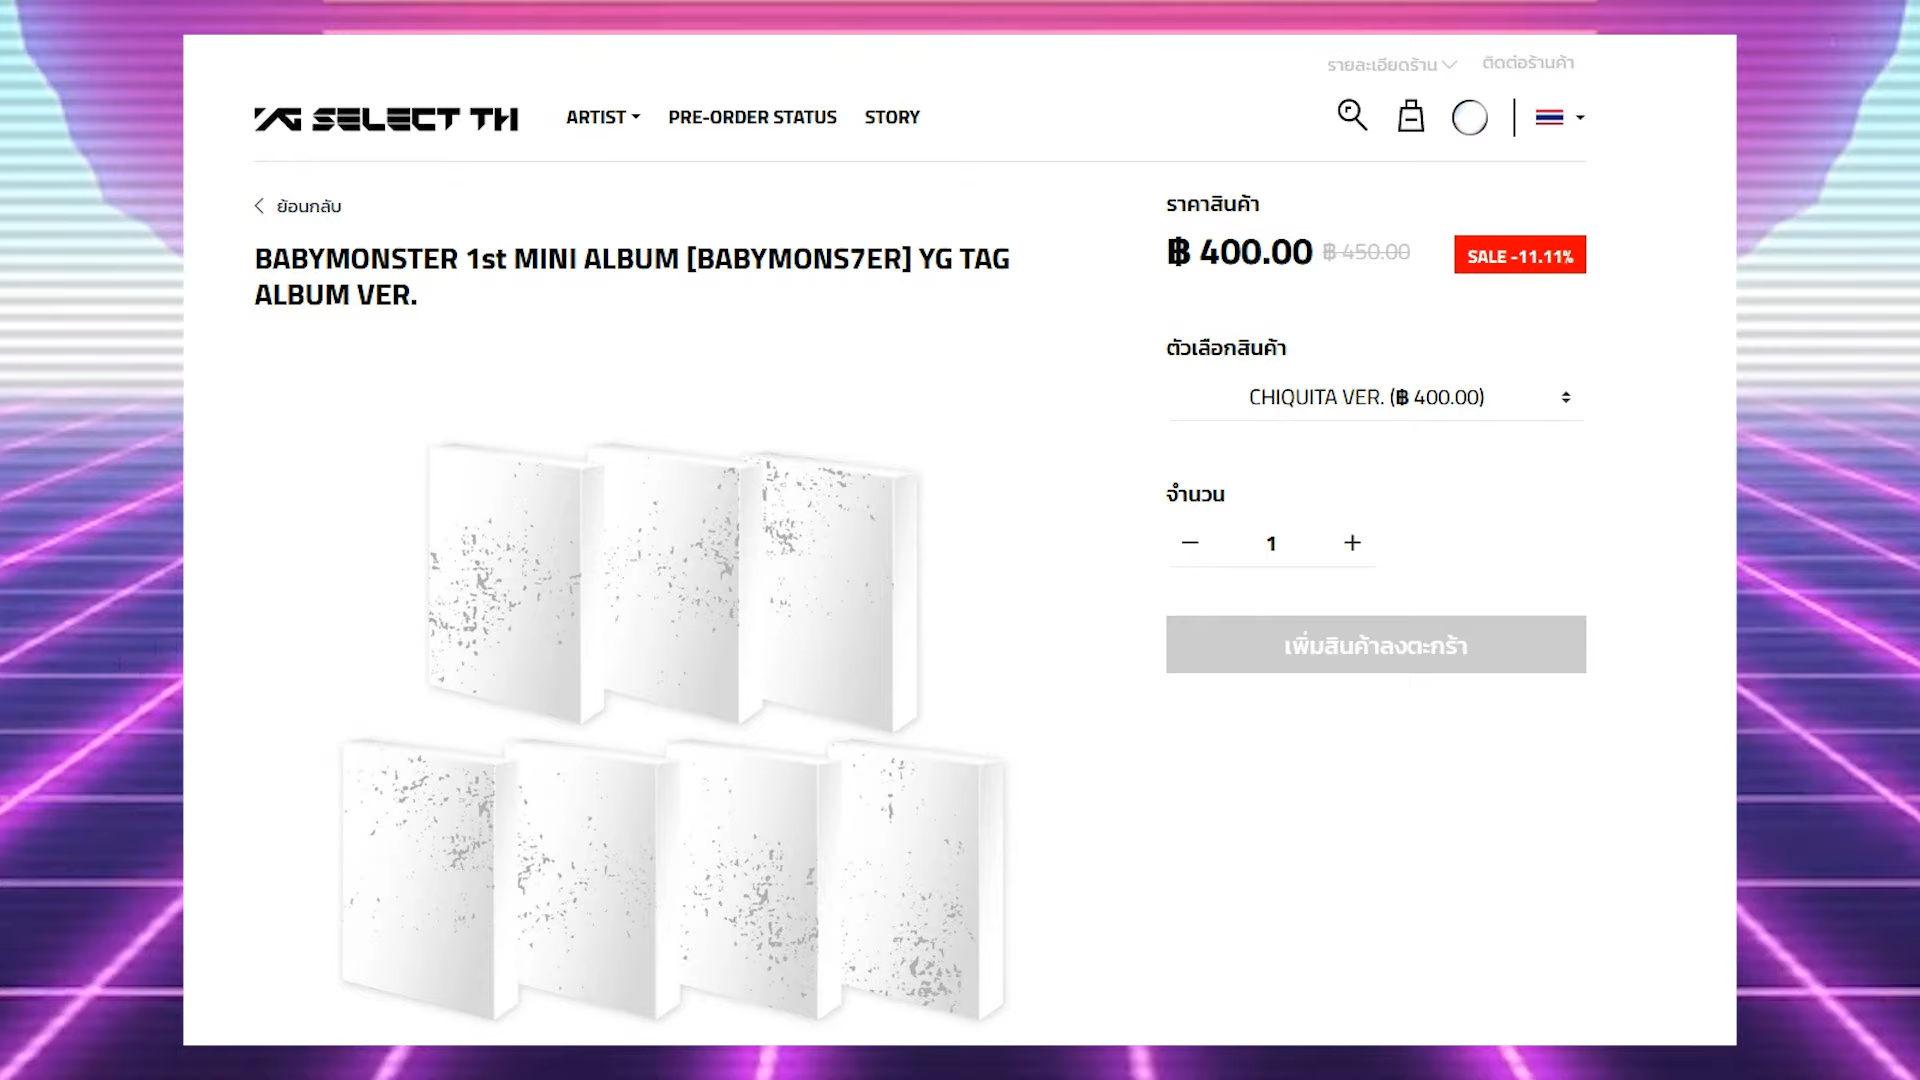 รายละเอียดร้าน
ติดต่อร้านค้า
YG SELECT TH
ARTIST
PRE-ORDER STATUS
STORY
ย้อนกลับ
BABYMONSTER 1st MINI ALBUM [BABYMONS7ER] YG TAG
ALBUM VER.
ราคาสินค้า
฿ 400.00 ฿ 450.00
SALE -11.11%
ตัวเลือกสินค้า
CHIQUITA VER. (฿ 400.00)
จำนวน
1
เพิ่มสินค้าลงตะกร้า